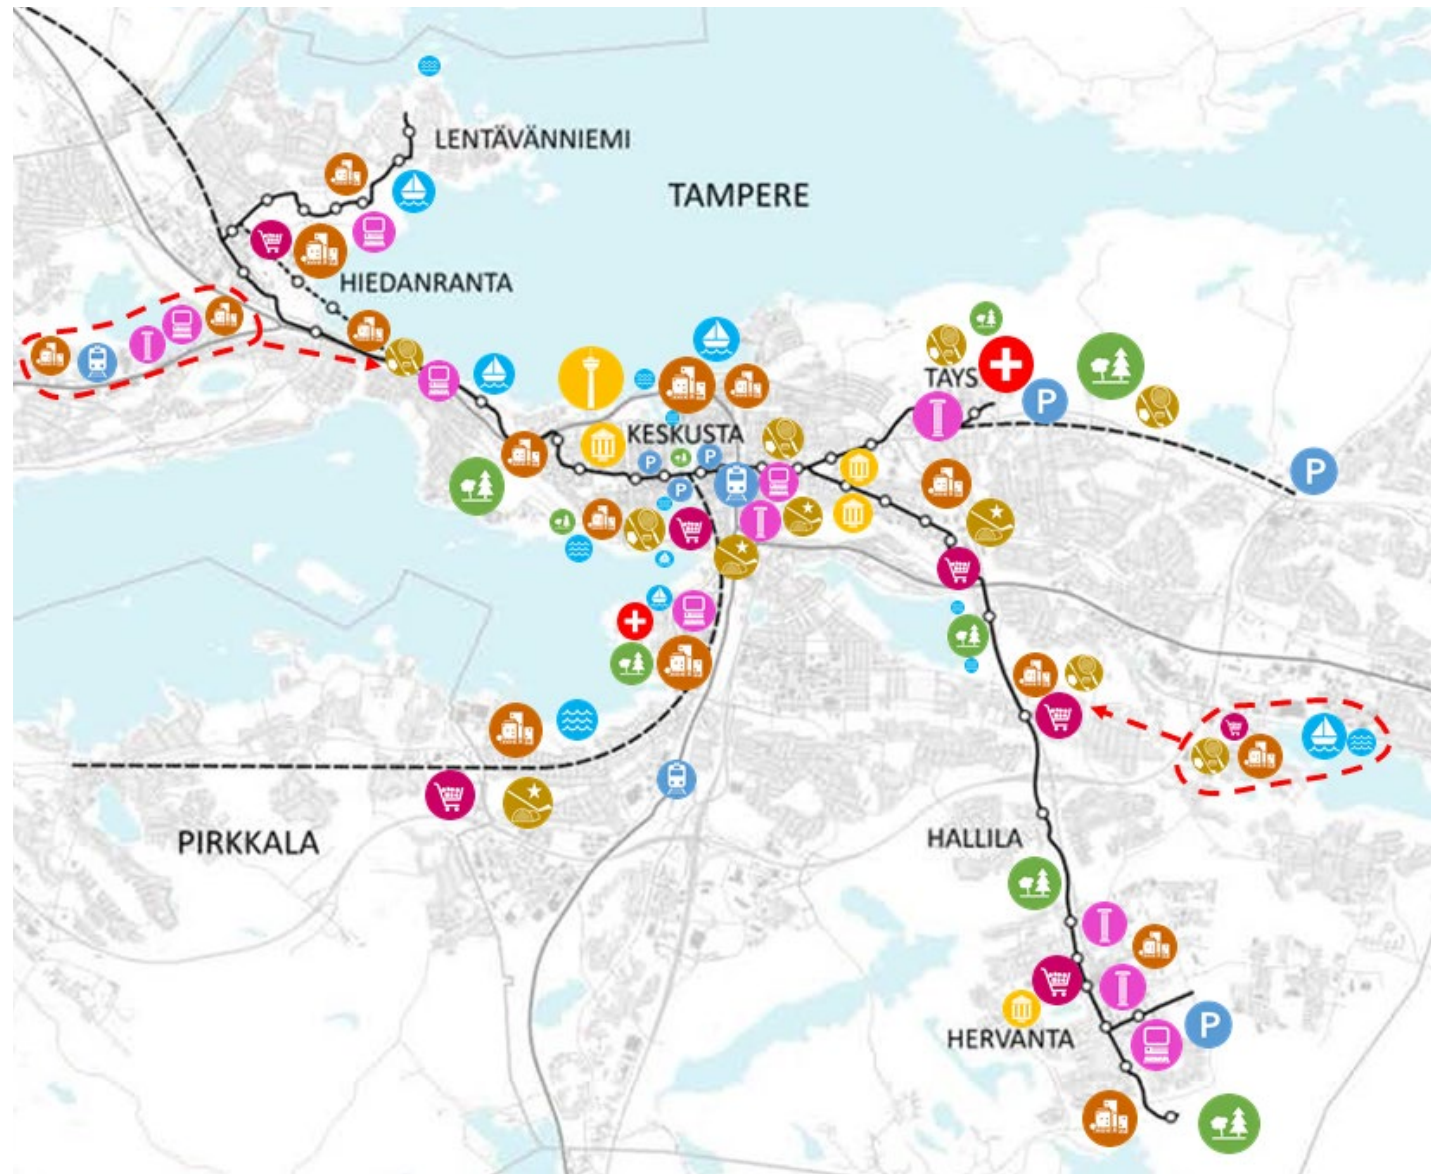 LENTÄVÄNNIEMI
TAMPERE
HIEDANRANTA
TAYS
P
P
KESKUSTA
P
P
P
HALLILA
PIRKKALA
P
HERVANTA